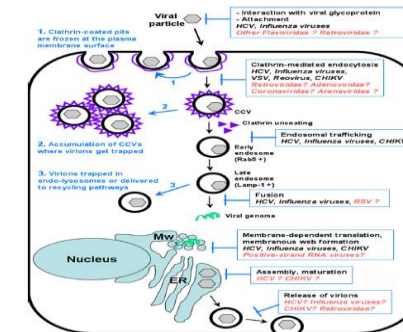 Viral
particle
- Interaction with viral glycoprotein
- Attachment
HCV, Influenza viruses
Other Flaviviridae ? Retroviridae ?
1. Clathrin-coated pits
are frozen at the plasma
membrane surface
1
Clathrin-mediated endocytosis
HCV, Influenza viruses,
VSV, Reovirus, CHIKV
Retroviridae? Adenoviridae?
Coronaviridae? Arenaviridae ?
2
CCV
Clathrin uncoating
Endosomal trafficking
HCV, Influenza viruses, CHIKV
2. Accumulation of CCVs
where virions get trapped
Early
endosome
(Rab5 +)
3. Virions trapped in
endo-lysosomes or delivered
to recycling pathways
3
Late
endosome
(Lamp-1 +)
Fusion
HCV, Influenza viruses, RSV ?
Viral genome
Mw
Membrane-dependent translation,
membranous web formation
HCV, Influenza viruses, CHIKV
Positive-strand RNA viruses?
Nucleus
ER
Assembly, maturation
HCV ? CHIKV ?
Release of virions
HCV? Influenza viruses?
CHIKV? Retroviridae?